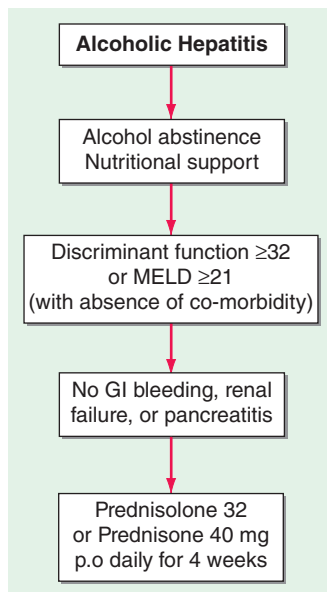 Alcoholic Hepatitis
Alcohol abstinence
Nutritional support
Discriminant function ≥32
or MELD ≥21
(with absence of co-morbidity)
No GI bleeding, renal
failure, or pancreatitis
Prednisolone 32
or Prednisone 40 mg
p.o daily for 4 weeks